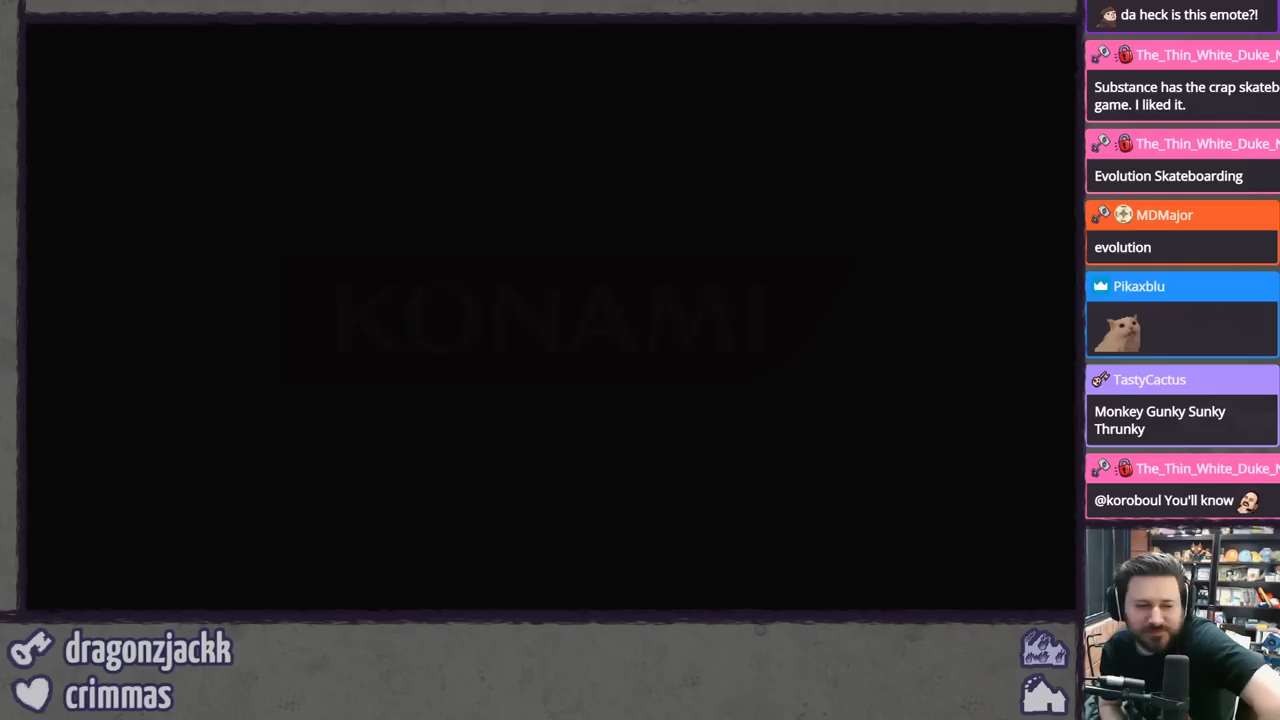 da heck is this emote?!
The_Thin_White_Duke_
Substance has the crap skateb
game. I liked it.
The_Thin_White_Duke_
Evolution Skateboarding
MDMajor
evolution
Pikaxblu
KONAMI
TastyCactus
Monkey Gunky Sunky
Thrunky
The_Thin_White_Duke_
@koroboul You'll know
dragonzjackk
crimmas